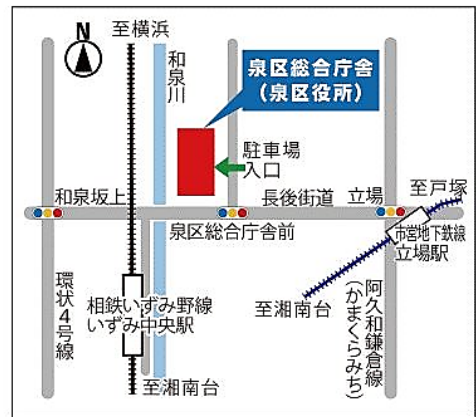 N
至横浜
和泉川
泉区総合庁舎
（泉区役所）
駐車場
入口
和泉坂上
長後街道
立場
至戸塚
泉区総合庁舎前
市営地下鉄線
立場駅
環状4号線
相鉄いずみ野線
いずみ中央駅
至湘南台
阿久和鎌倉線
（かまくらみち）
至湘南台